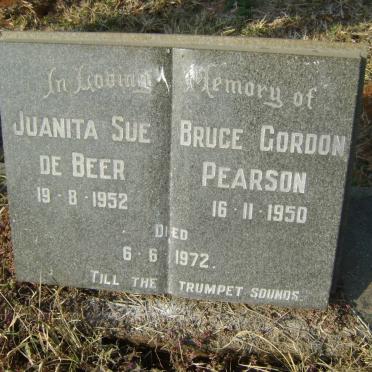 In Loving Memory of
JUANITA SUE BRUCE GORDON
DE BEER PEARSON
19-8-1952 16-11-1950
DIED
6-6-1972.
TILL THE TRUMPET SOUNDS.